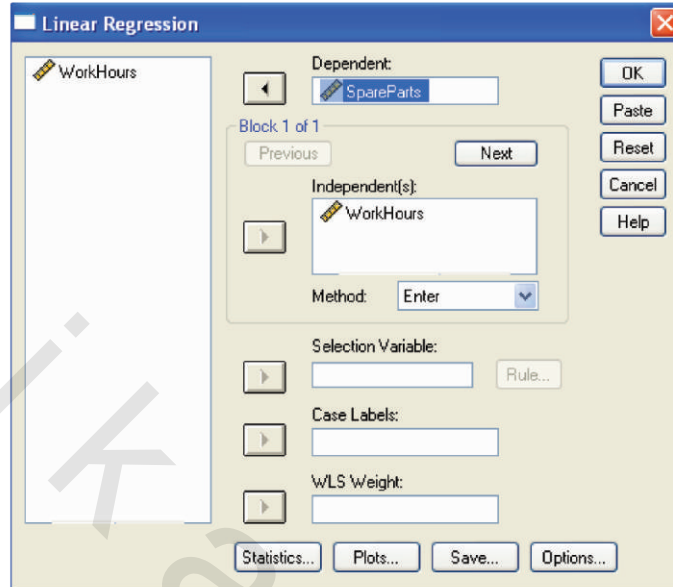 Linear Regression
WorkHours
Dependent:
SpareParts
Block 1 of 1
Previous
Next
Independent(s):
WorkHours
Method:
Enter
Selection Variable:
Rule...
Case Labels:
WLS Weight:
Statistics...
Plots...
Save...
Options...
OK
Paste
Reset
Cancel
Help
i k a